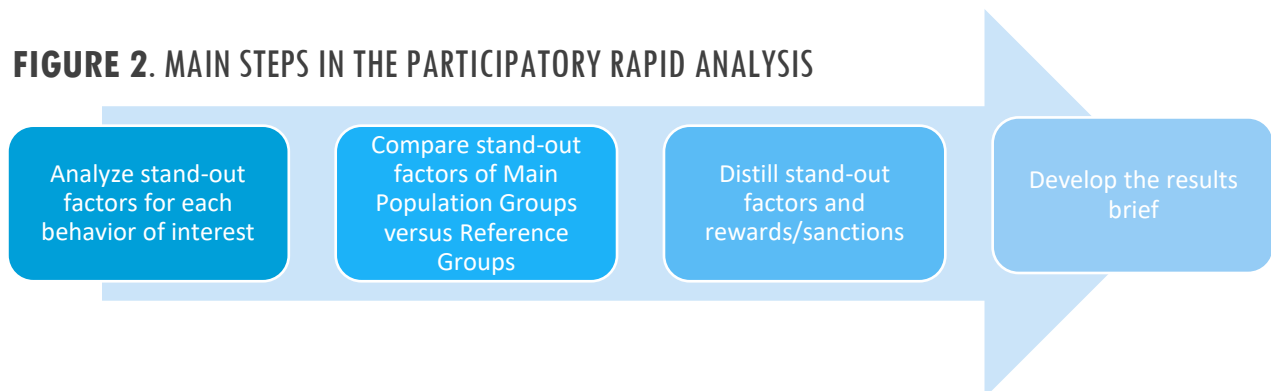 FIGURE 2. MAIN STEPS IN THE PARTICIPATORY RAPID ANALYSIS
Analyze stand-out
factors for each
behavior of interest
Compare stand-out
factors of Main
Population Groups
versus Reference
Groups
Distill stand-out
factors and
rewards/sanctions
Develop the results
brief